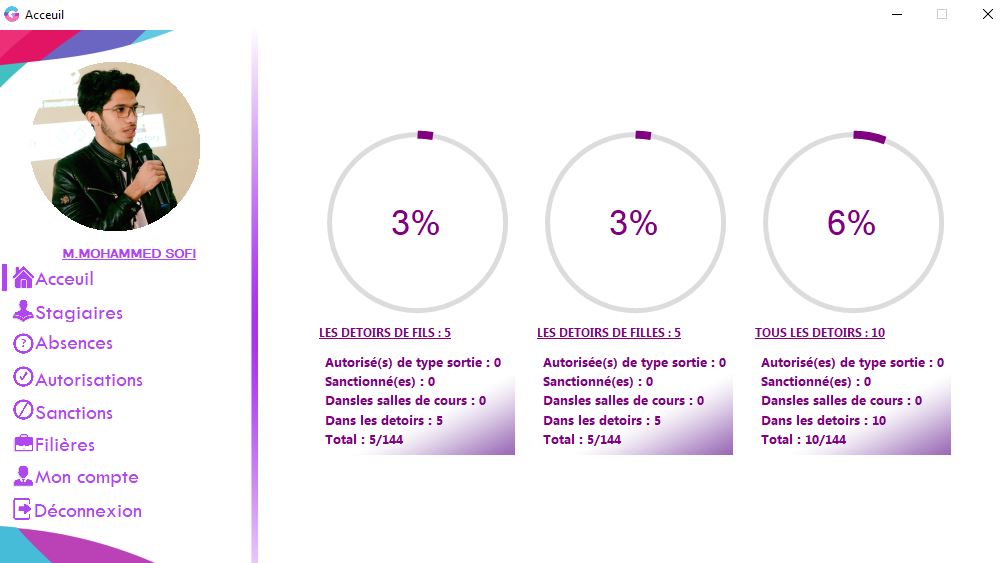 Acceuil
M.MOHAMMED SOFI
Acceuil
Stagiaires
Absences
Autorisations
Sanctions
Filières
Mon compte
Déconnexion
3%
LES DETOIRS DE FILS : 5
Autorisé(s) de type sortie : 0
Sanctionné(es) : 0
Dansles salles de cours : 0
Dans les detoirs : 5
Total : 5/144
3%
LES DETOIRS DE FILLES : 5
Autorisée(s) de type sortie : 0
Sanctionné(es) : 0
Dansles salles de cours : 0
Dans les detoirs : 5
Total : 5/144
6%
TOUS LES DETOIRS : 10
Autorisé(es) de type sortie : 0
Sanctionné(es) : 0
Dansles salles de cours : 0
Dans les detoirs : 10
Total : 10/144